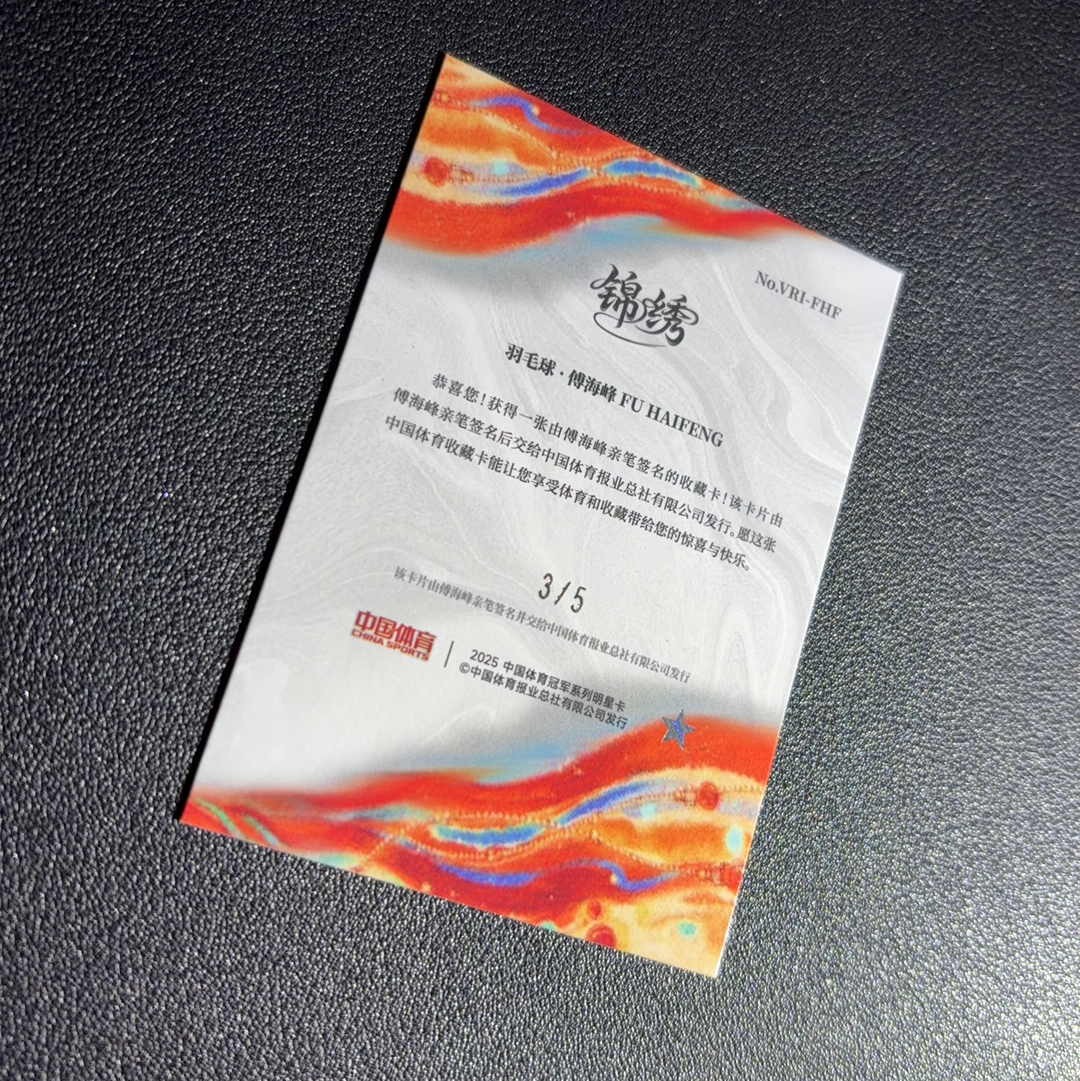 No.VRI-FHF
锦绣
羽毛球·傅海峰 FU HAIFENG
恭喜您！获得一张由傅海峰亲笔签名的收藏卡！该卡片由
傅海峰亲笔签名后交给中国体育报业总社有限公司发行。愿这张
中国体育收藏卡能让您享受体育和收藏带给您的惊喜与快乐。
3/5
该卡片由傅海峰亲笔签名并交给中国体育报业总社有限公司发行
中国体育
CHINA SPORTS
2025 中国体育冠军系列明星卡
©中国体育报业总社有限公司发行